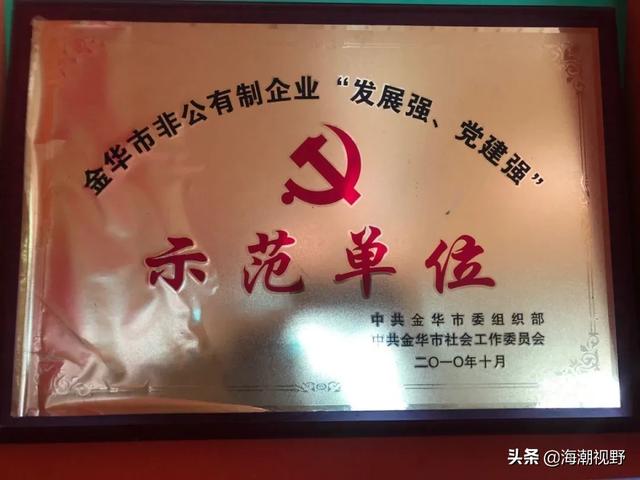 金华市非公有制企业“发展强、党建强”
示范单位
中共金华市委组织部
中共金华市社会工作委员会
二〇一〇年十月
头条 @海潮视野